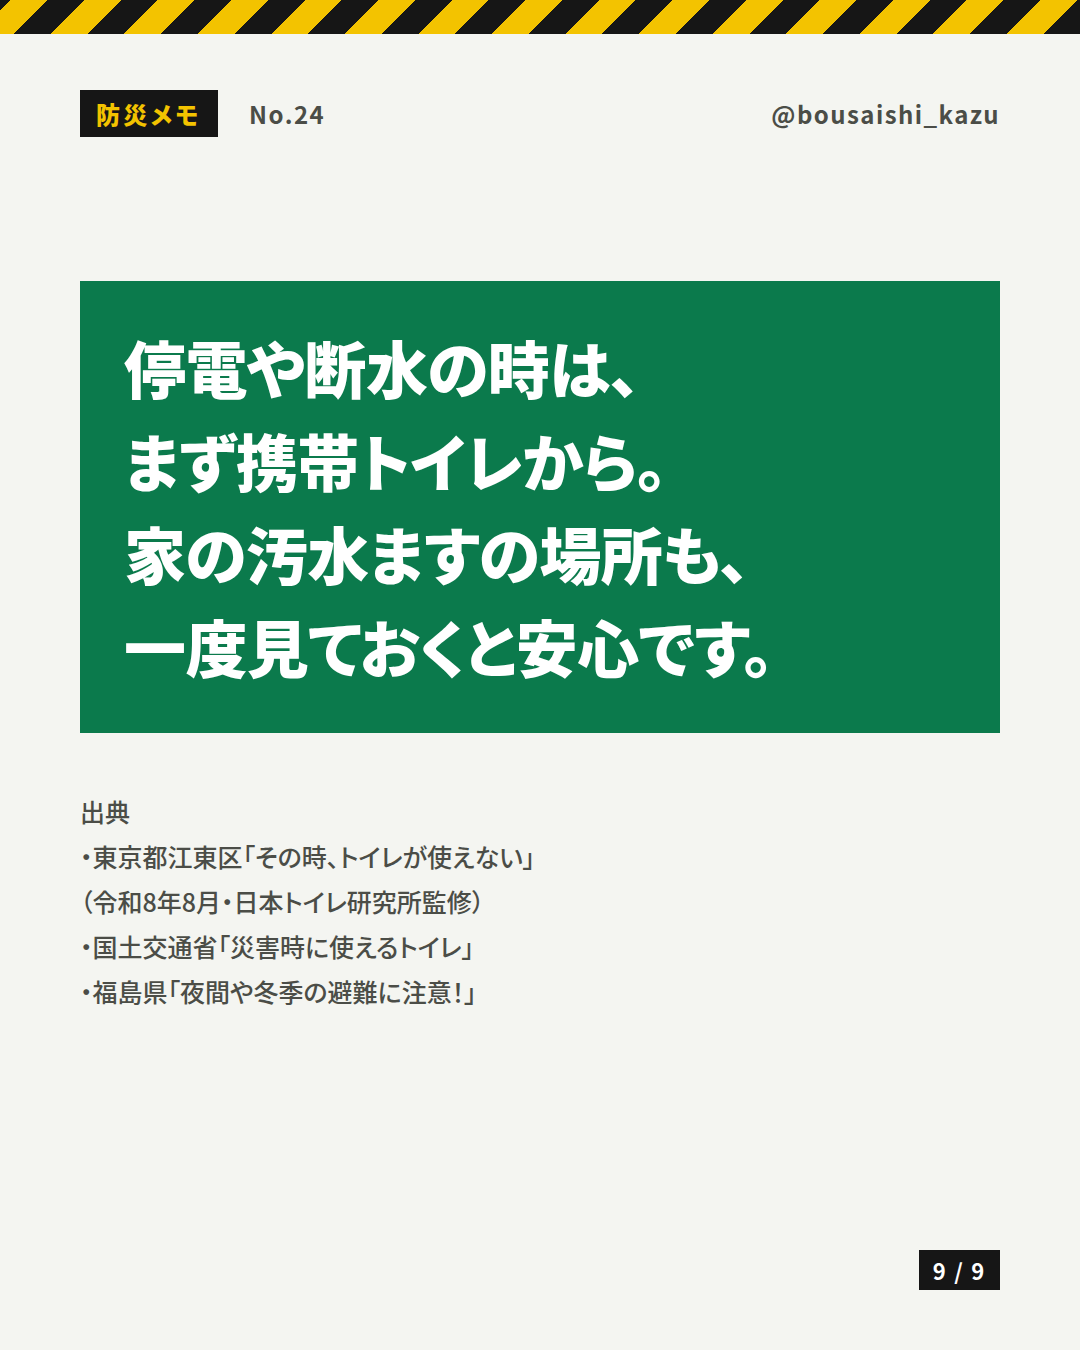 防災メモ No.24 @bousaishi_kazu
停電や断水の時は、
まず携帯トイレから。
家の汚水ますの場所も、
一度見ておくと安心です。
出典
・東京都江東区「その時、トイレが使えない」
（令和8年8月・日本トイレ研究所監修）
・国土交通省「災害時に使えるトイレ」
・福島県「夜間や冬季の避難に注意！」
9 / 9